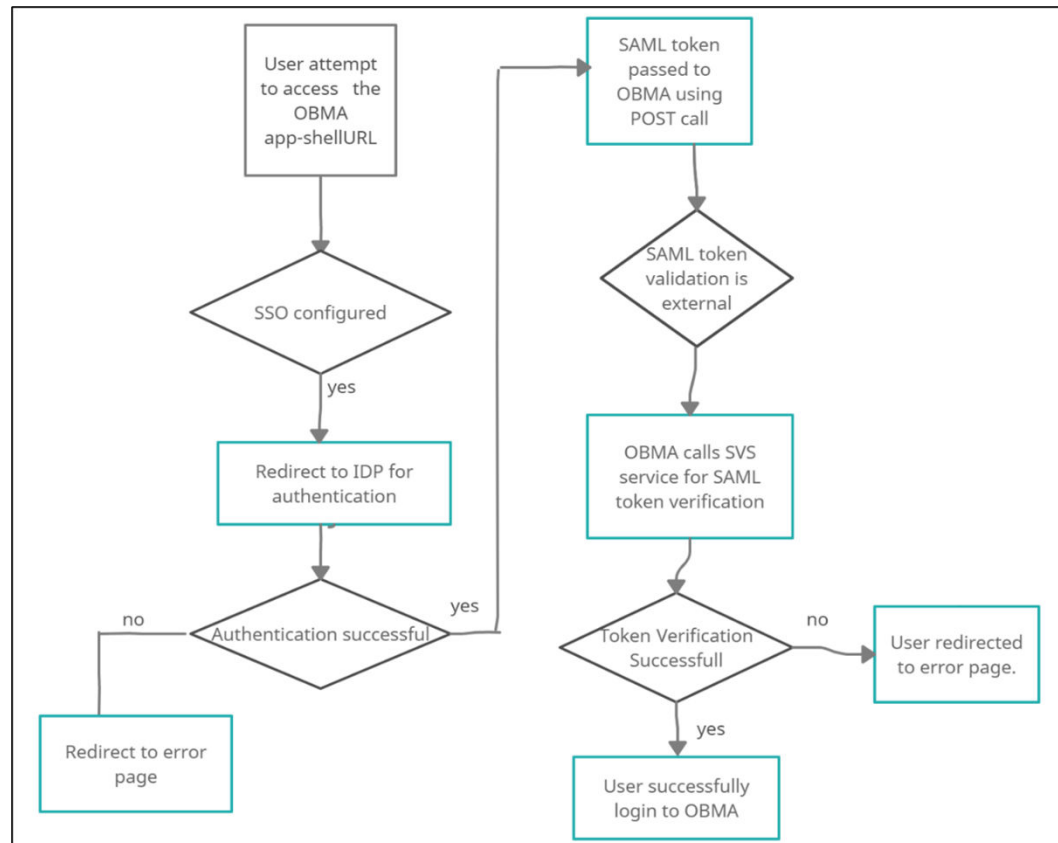 User attempt
to access the
OBMA
app-shellURL
SSO configured
yes
Redirect to IDP for
authentication
Authentication successful
no
yes
Redirect to error
page
SAML token
passed to
OBMA using
POST call
SAML token
validation is
external
OBMA calls SVS
service for SAML
token verification
Token Verification
Successfull
no
User redirected
to error page.
yes
User successfully
login to OBMA